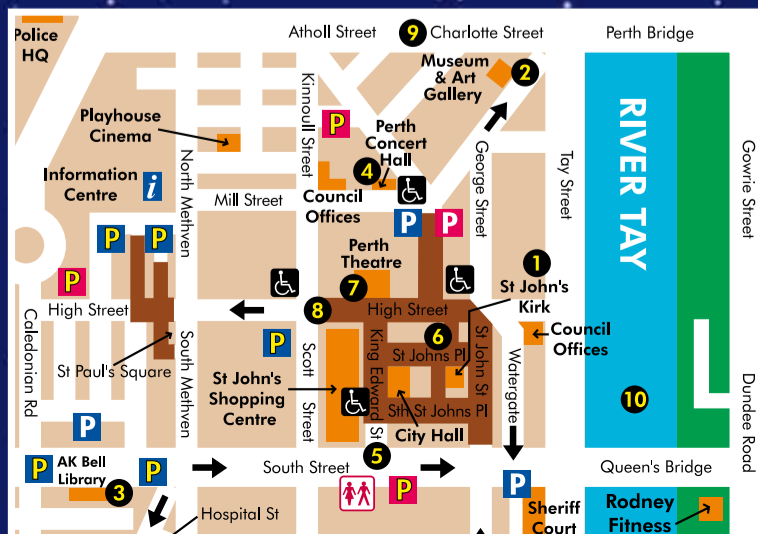 Police
HQ
Atholl Street
9
Charlotte Street
Perth Bridge
Museum
& Art
Gallery
2
Playhouse
Cinema
Kinnoull Street
P
Perth
Concert
Hall
4
RIVER TAY
Gowrie Street
Tay Street
George Street
North Methven
Information
Centre
i
Mill Street
Council
Offices
P
P
P
P
1
St John's
Kirk
Perth
Theatre
7
P
High Street
8
High Street
6
Council
Offices
Caledonian Rd
St Paul's Square
South Methven
P
Scott
Street
King Edward
St
St Johns Pl
St John St
Watergate
St John's
Shopping
Centre
Sth St Johns Pl
City Hall
10
Dundee Road
P
5
P
AK Bell
Library
3
P
South Street
P
P
Queen's Bridge
Hospital St
Sheriff
Court
Rodney
Fitness